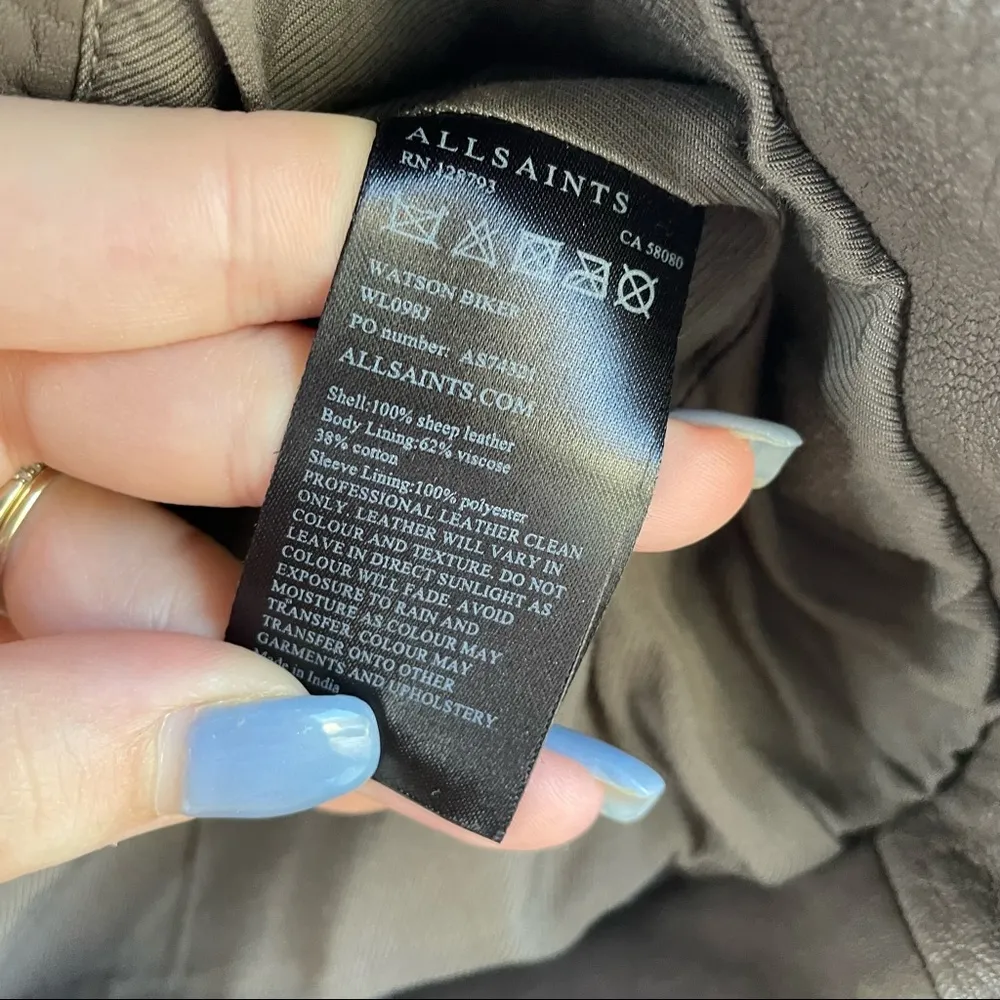 ALLSAINTS
RN 128793
CA 58080
WATSON BIKER
WL098J
PO number: AS7433
ALLSAINTS.COM
Shell:100% sheep leather
Body Lining:62% viscose
38% cotton
Sleeve Lining:100% polyester
PROFESSIONAL LEATHER CLEAN
ONLY. LEATHER WILL VARY IN
COLOUR AND TEXTURE. DO NOT
LEAVE IN DIRECT SUNLIGHT AS
COLOUR WILL FADE. AVOID
EXPOSURE TO RAIN AND
MOISTURE AS COLOUR MAY
TRANSFER. COLOUR MAY
TRANSFER ONTO OTHER
GARMENTS AND UPHOLSTERY
Made in India